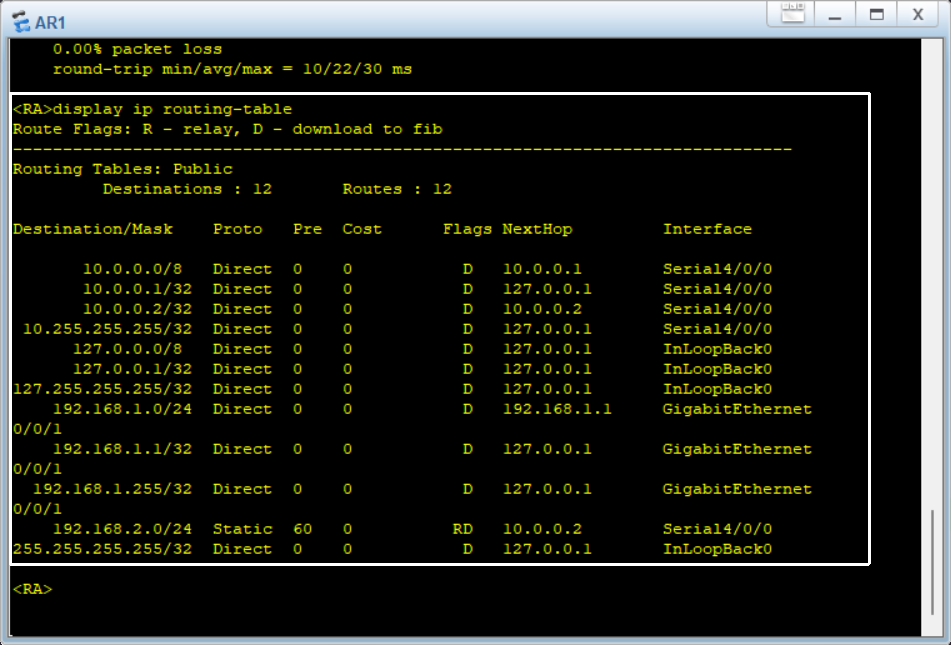 AR1
0.00% packet loss
round-trip min/avg/max = 10/22/30 ms
<RA>display ip routing-table
Route Flags: R - relay, D - download to fib
------------------------------------------------------------------------------
Routing Tables: Public
Destinations : 12       Routes : 12
Destination/Mask    Proto   Pre  Cost      Flags NextHop         Interface
10.0.0.0/8   Direct  0    0           D   10.0.0.1        Serial4/0/0
10.0.0.1/32  Direct  0    0           D   127.0.0.1       Serial4/0/0
10.0.0.2/32  Direct  0    0           D   10.0.0.2        Serial4/0/0
10.255.255.255/32  Direct  0    0           D   127.0.0.1       Serial4/0/0
127.0.0.0/8   Direct  0    0           D   127.0.0.1       InLoopBack0
127.0.0.1/32  Direct  0    0           D   127.0.0.1       InLoopBack0
127.255.255.255/32  Direct  0    0           D   127.0.0.1       InLoopBack0
192.168.1.0/24  Direct  0    0           D   192.168.1.1     GigabitEthernet
0/0/1
192.168.1.1/32  Direct  0    0           D   127.0.0.1       GigabitEthernet
0/0/1
192.168.1.255/32  Direct  0    0           D   127.0.0.1       GigabitEthernet
0/0/1
192.168.2.0/24  Static  60   0          RD   10.0.0.2        Serial4/0/0
255.255.255.255/32  Direct  0    0           D   127.0.0.1       InLoopBack0
<RA>